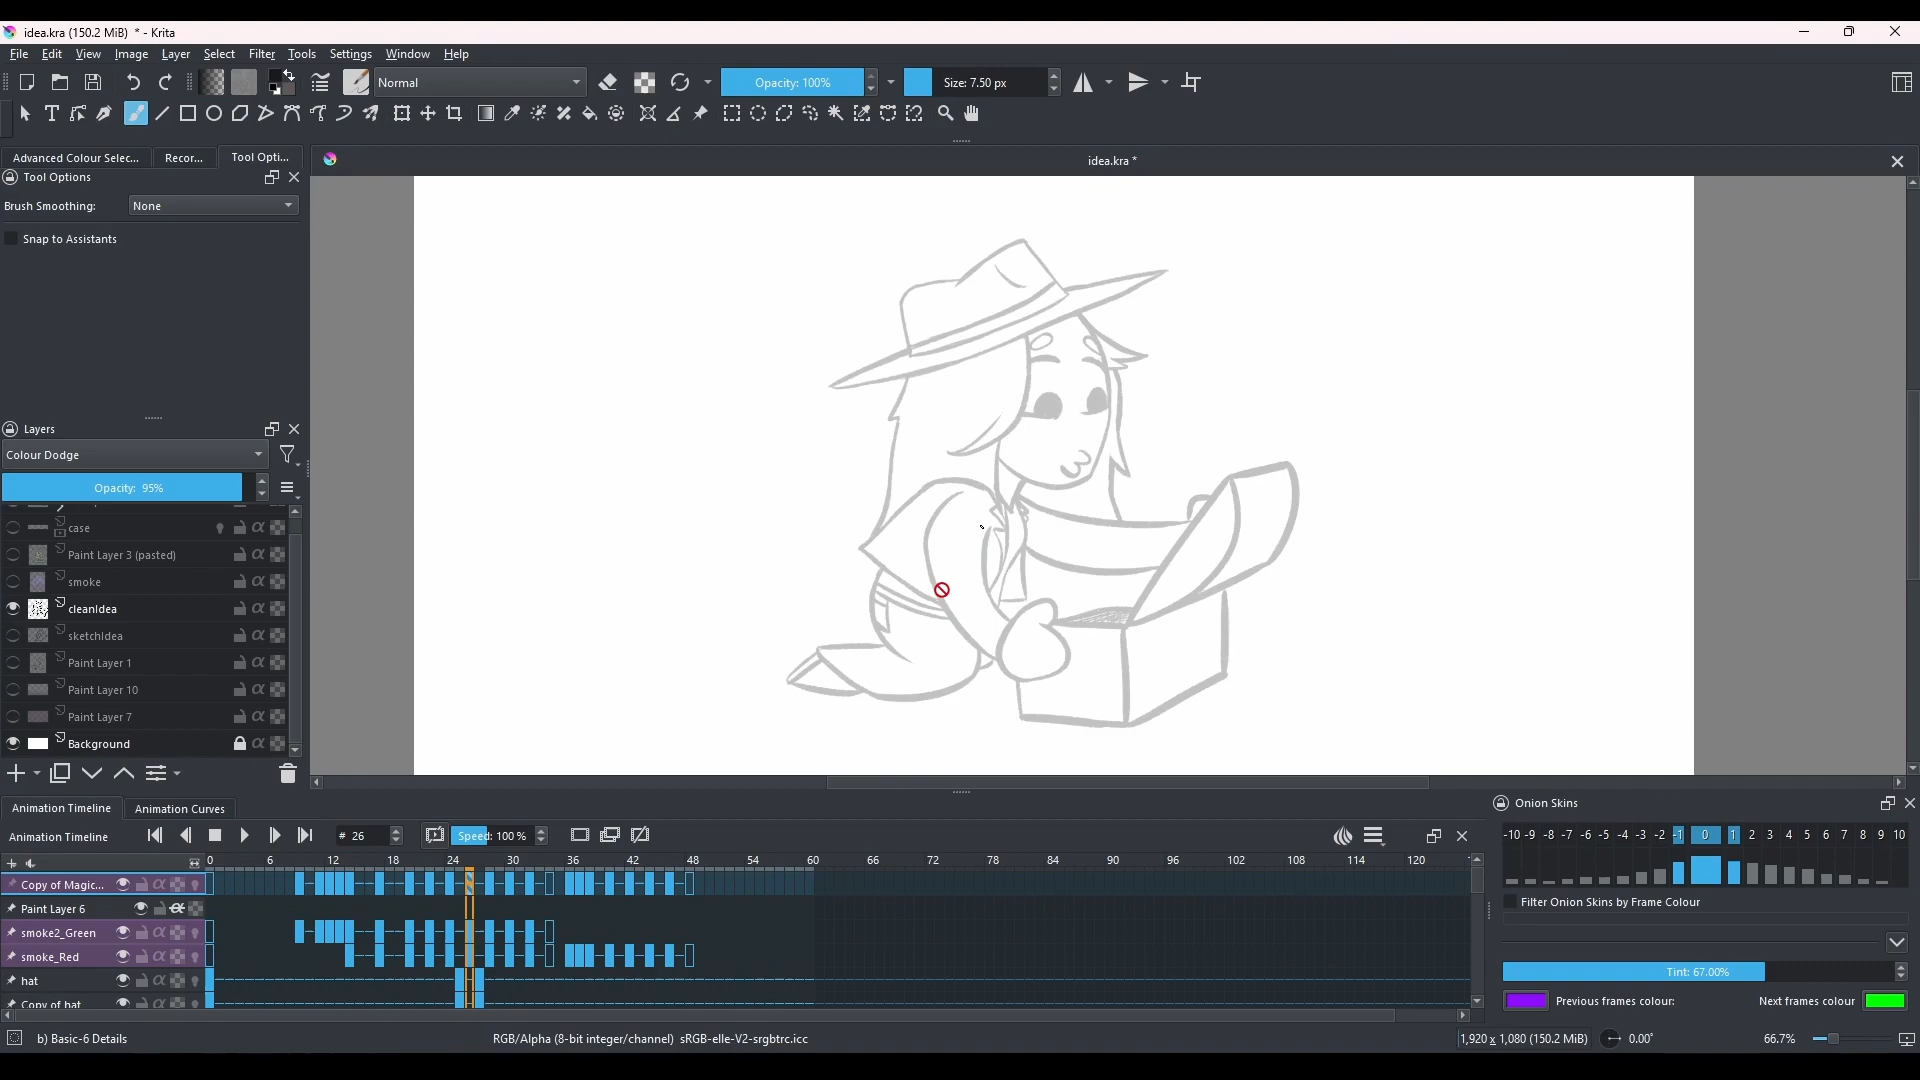 idea.kra (150.2 MiB) * - Krita
File Edit View Image Layer Select Filter Tools Settings Window Help
Normal Opacity: 100% Size: 7.50 px
Advanced Colour Selec... Recor... Tool Opti... idea.kra *
Tool Options
Brush Smoothing: None
Snap to Assistants
Layers
Colour Dodge
Opacity: 95%
case
Paint Layer 3 (pasted)
smoke
cleanIdea
sketchIdea
Paint Layer 1
Paint Layer 10
Paint Layer 7
Background
Animation Timeline Animation Curves Onion Skins
Animation Timeline # 26 Speed: 100 % -10 -9 -8 -7 -6 -5 -4 -3 -2 -1 0 1 2 3 4 5 6 7 8 9 10
0 6 12 18 24 30 36 42 48 54 60 66 72 78 84 90 96 102 108 114 120
Copy of Magic...
Filter Onion Skins by Frame Colour
Paint Layer 6
smoke2_Green
smoke_Red
Tint: 67.00%
hat
Copy of hat
Previous frames colour: Next frames colour
b) Basic-6 Details RGB/Alpha (8-bit integer/channel) sRGB-elle-V2-srgbtrc.icc 1,920 x 1,080 (150.2 MiB) 0.00° 66.7%